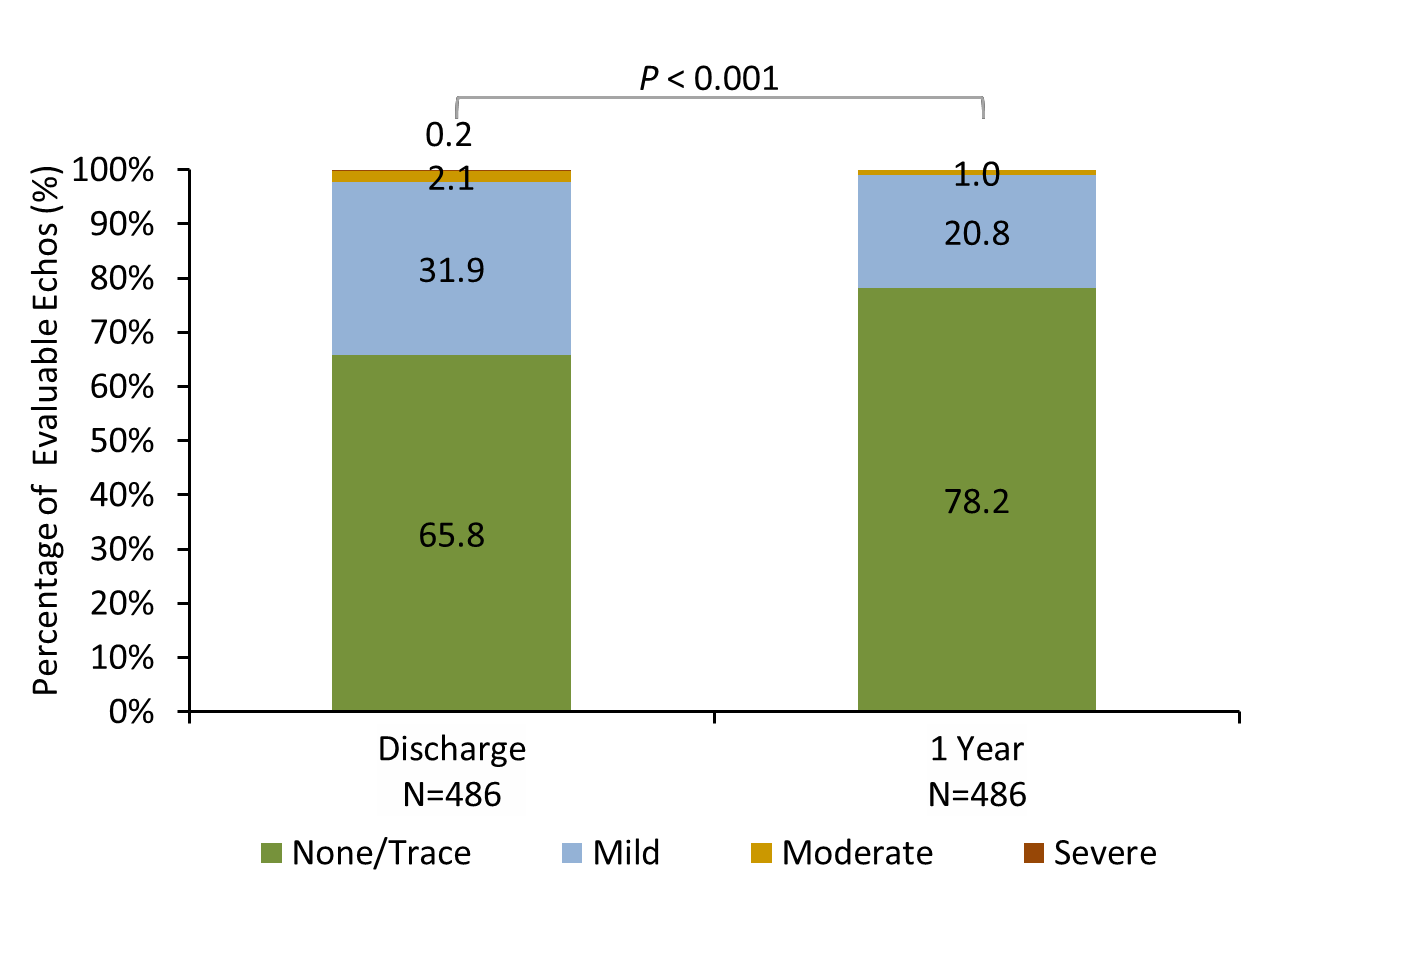 P < 0.001
0.2
100%
2.1
1.0
90%
20.8
31.9
80%
70%
60%
50%
78.2
40%
65.8
30%
20%
10%
0%
Percentage of Evaluable Echos (%)
Discharge
N=486
1 Year
N=486
None/Trace
Mild
Moderate
Severe